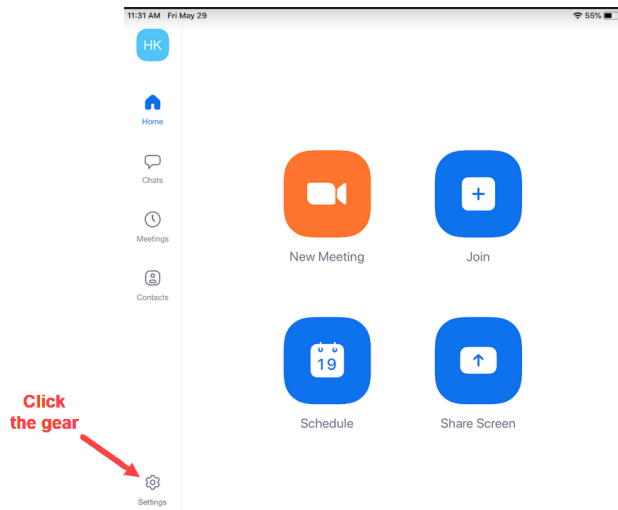 11:31 AM Fri May 29
55%
HK
Home
Chats
Meetings
Contacts
New Meeting
Join
19
Schedule
Share Screen
Click
the gear
Settings